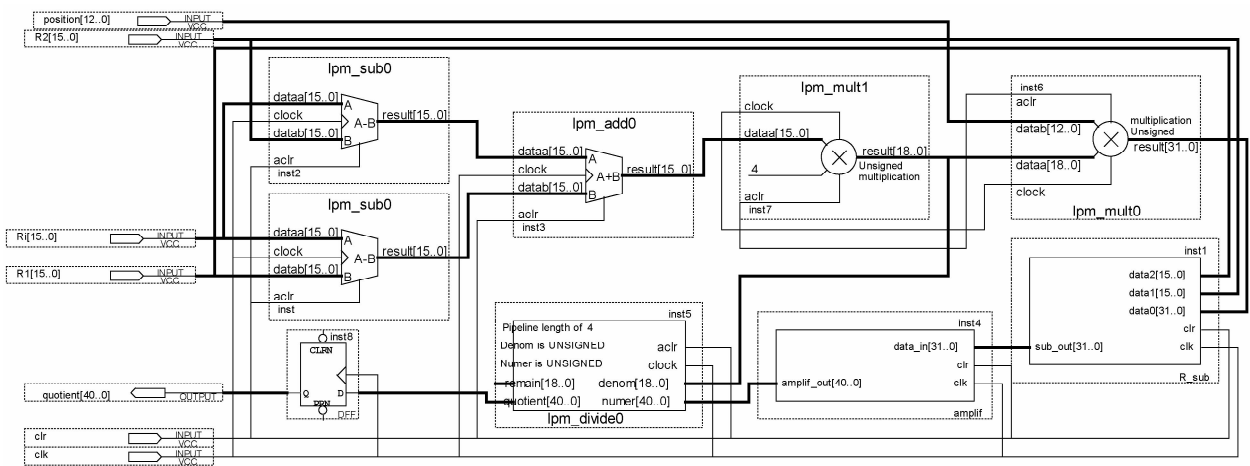 position[12..0] INPUT VCC
R2[15..0] INPUT VCC
lpm_sub0
dataa[15..0] A
clock A-B result[15..0]
datab[15..0] B
aclr
inst2
lpm_sub0
dataa[15..0] A
clock A-B result[15..0]
datab[15..0] B
aclr
inst
Ri[15..0] INPUT VCC
R1[15..0] INPUT VCC
lpm_add0
dataa[15..0] A
clock A+B result[15..0]
datab[15..0] B
aclr
inst3
lpm_mult1
clock
dataa[15..0]
result[18..0]
Unsigned
multiplication
4
aclr
inst7
inst6
aclr
multiplication
Unsigned
datab[12..0]
result[31..0]
dataa[18..0]
clock
lpm_mult0
inst1
data2[15..0]
data1[15..0]
data0[31..0]
clr
sub_out[31..0] clk
R_sub
inst4
data_in[31..0]
clr
amplif_out[40..0] clk
amplif
inst5
Pipeline length of 4
aclr
Denom is UNSIGNED
clock
Numer is UNSIGNED
remain[18..0] denom[18..0]
quotient[40..0] numer[40..0]
lpm_divide0
inst8
CLRN
Q D
PRN
DFF
quotient[40..0] OUTPUT
clr INPUT VCC
clk INPUT VCC